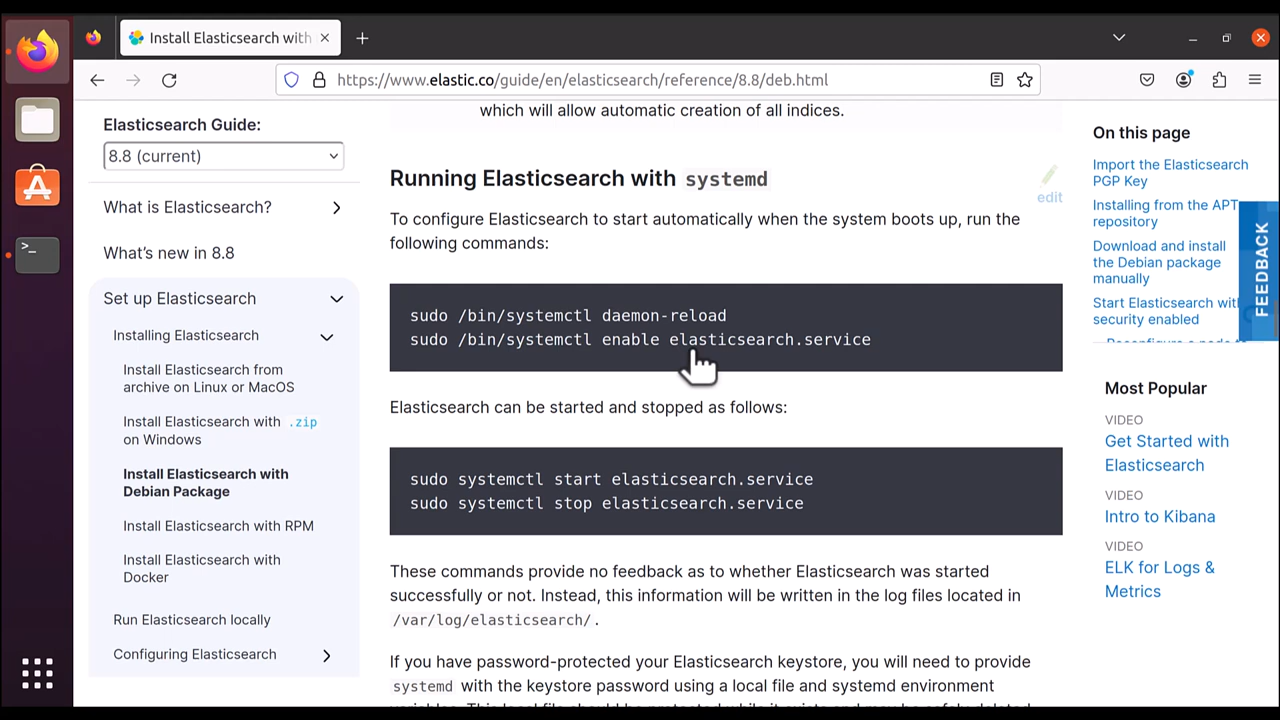 Install Elasticsearch with
https://www.elastic.co/guide/en/elasticsearch/reference/8.8/deb.html
Elasticsearch Guide:
8.8 (current)
What is Elasticsearch?
What's new in 8.8
Set up Elasticsearch
Installing Elasticsearch
Install Elasticsearch from
archive on Linux or MacOS
Install Elasticsearch with .zip
on Windows
Install Elasticsearch with
Debian Package
Install Elasticsearch with RPM
Install Elasticsearch with
Docker
Run Elasticsearch locally
Configuring Elasticsearch
which will allow automatic creation of all indices.
Running Elasticsearch with systemd
edit
To configure Elasticsearch to start automatically when the system boots up, run the
following commands:
sudo /bin/systemctl daemon-reload
sudo /bin/systemctl enable elasticsearch.service
Elasticsearch can be started and stopped as follows:
sudo systemctl start elasticsearch.service
sudo systemctl stop elasticsearch.service
These commands provide no feedback as to whether Elasticsearch was started
successfully or not. Instead, this information will be written in the log files located in
/var/log/elasticsearch/.
If you have password-protected your Elasticsearch keystore, you will need to provide
systemd with the keystore password using a local file and systemd environment
On this page
Import the Elasticsearch
PGP Key
Installing from the APT
repository
Download and install
the Debian package
manually
Start Elasticsearch with
security enabled
FEEDBACK
Most Popular
VIDEO
Get Started with
Elasticsearch
VIDEO
Intro to Kibana
VIDEO
ELK for Logs &
Metrics